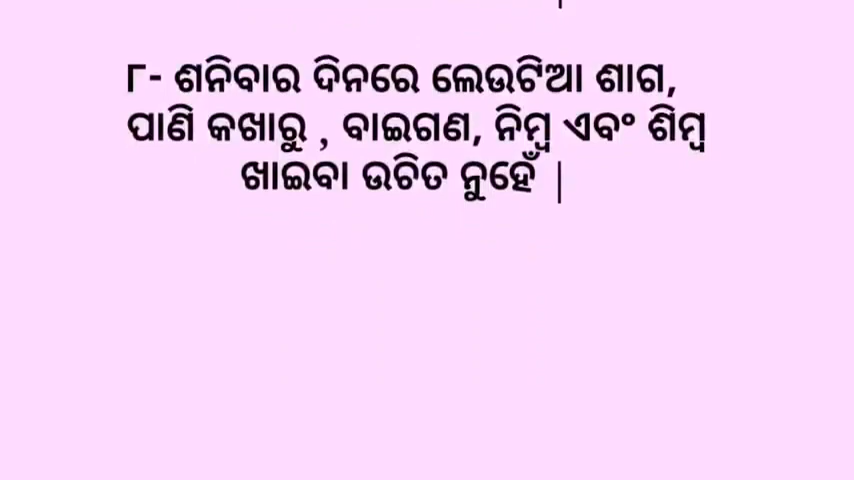 ୮- ଶନିବାର ଦିନରେ ଲେଉଟିଆ ଶାଗ,
ପାଣି କଖାରୁ , ବାଇଗଣ, ନିମ୍ବ ଏବଂ ଶିମ୍ବ
ଖାଇବା ଉଚିତ ନୁହେଁ |